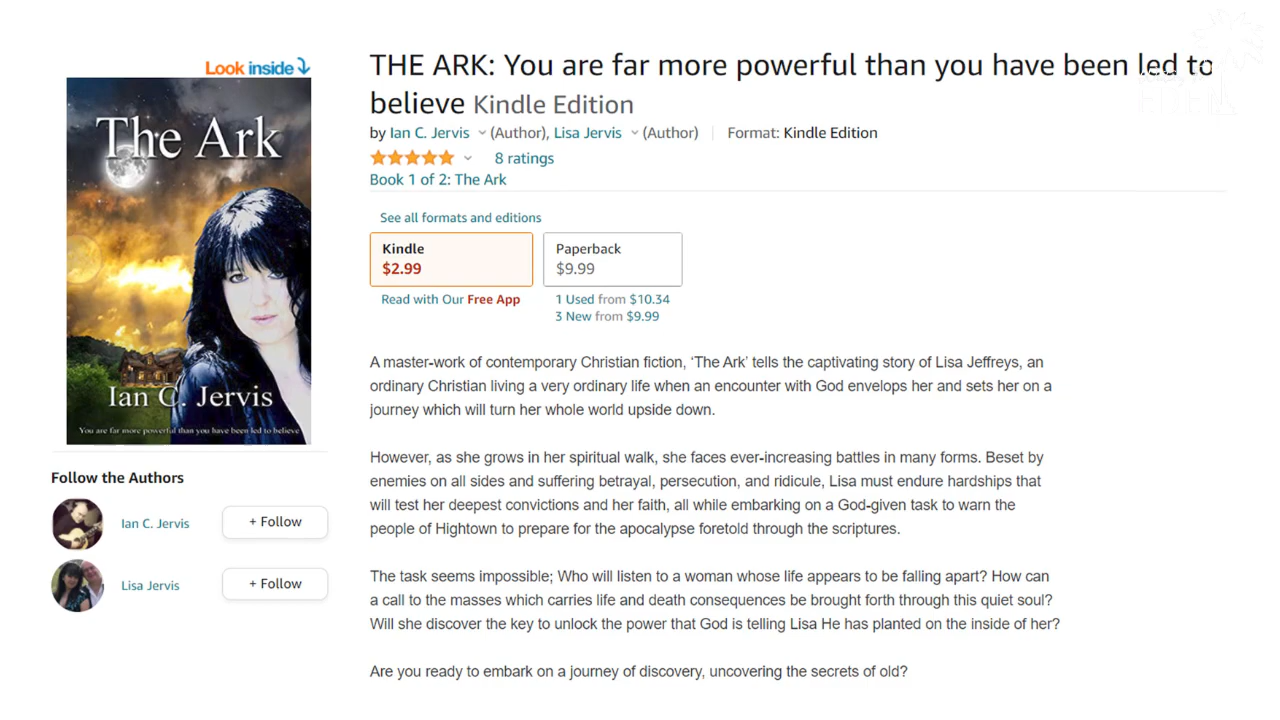 Look inside
The Ark
Ian C. Jervis
You are far more powerful than you have been led to believe
THE ARK: You are far more powerful than you have been led to
believe Kindle Edition
by Ian C. Jervis (Author), Lisa Jervis (Author) Format: Kindle Edition
8 ratings
Book 1 of 2: The Ark
See all formats and editions
Kindle
$2.99
Paperback
$9.99
Read with Our Free App
1 Used from $10.34
3 New from $9.99
A master-work of contemporary Christian fiction, ‘The Ark’ tells the captivating story of Lisa Jeffreys, an
ordinary Christian living a very ordinary life when an encounter with God envelops her and sets her on a
journey which will turn her whole world upside down.
However, as she grows in her spiritual walk, she faces ever-increasing battles in many forms. Beset by
enemies on all sides and suffering betrayal, persecution, and ridicule, Lisa must endure hardships that
will test her deepest convictions and her faith, all while embarking on a God-given task to warn the
people of Hightown to prepare for the apocalypse foretold through the scriptures.
The task seems impossible; Who will listen to a woman whose life appears to be falling apart? How can
a call to the masses which carries life and death consequences be brought forth through this quiet soul?
Will she discover the key to unlock the power that God is telling Lisa He has planted on the inside of her?
Are you ready to embark on a journey of discovery, uncovering the secrets of old?
Follow the Authors
Ian C. Jervis
+ Follow
Lisa Jervis
+ Follow